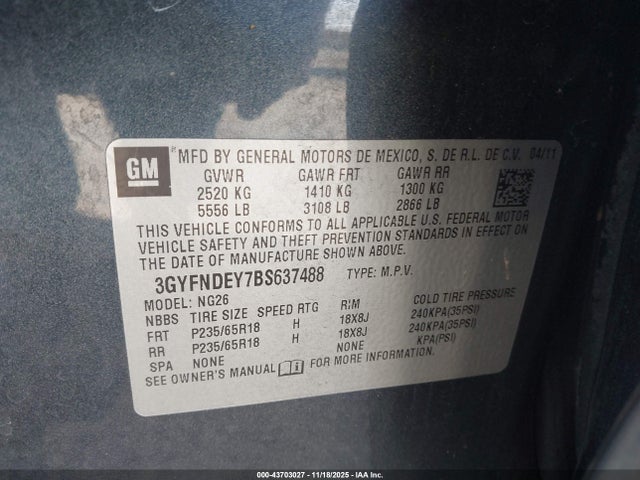 GM
MFD BY GENERAL MOTORS DE MEXICO, S. DE R.L. DE C.V. 04/11
GVWR GAWR FRT GAWR RR
2520 KG 1410 KG 1300 KG
5556 LB 3108 LB 2866 LB
THIS VEHICLE CONFORMS TO ALL APPLICABLE U.S. FEDERAL MOTOR
VEHICLE SAFETY AND THEFT PREVENTION STANDARDS IN EFFECT ON
THE DATE OF MANUFACTURE SHOWN ABOVE.
3GYFNDEY7BS637488 TYPE: M.P.V.
MODEL: NG26
NBBS TIRE SIZE SPEED RTG RIM COLD TIRE PRESSURE
FRT P235/65R18 H 18X8J 240KPA(35PSI)
RR P235/65R18 H 18X8J 240KPA(35PSI)
SPA NONE NONE KPA(PSI)
SEE OWNER'S MANUAL FOR MORE INFORMATION.
000-43703027 - 11/18/2025 - IAA Inc.